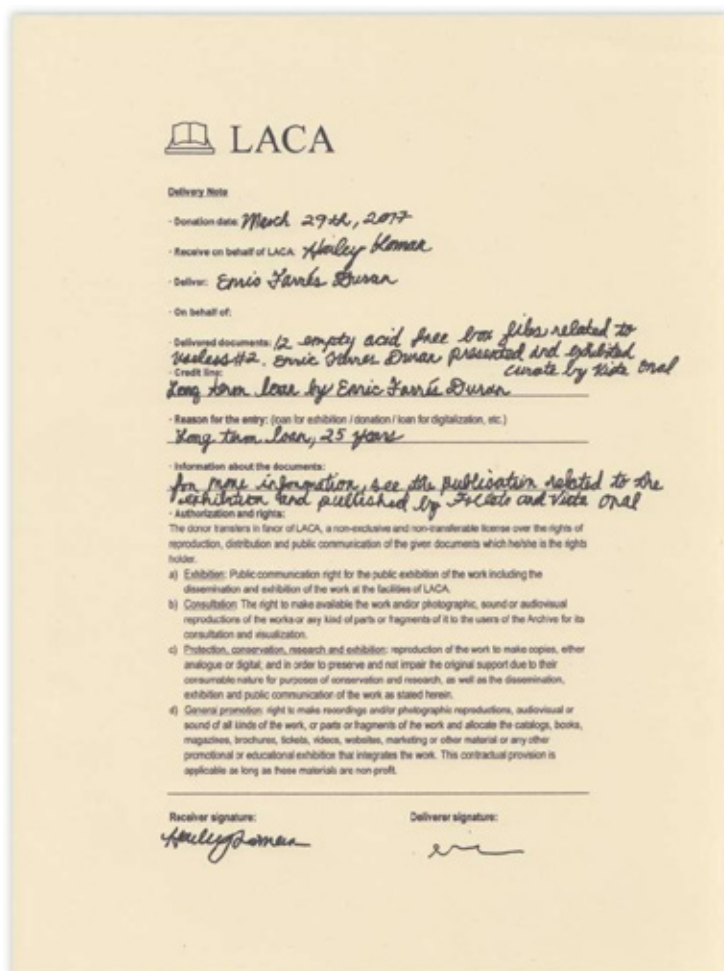 LACA
Delivery Note
· Donation date: March 29th, 2017
· Receive on behalf of LACA: Hailey Loman
· Deliver: Enric Farrés Duran
· On behalf of:
· Delivered documents: 12 empty acid free box files related to
Useless #2. Enric Farres Duran presented and exhibited
curate by Vista Oral
· Credit line:
Long term loan by Enric Farrés Duran
· Reason for the entry: (loan for exhibition / donation / loan for digitalization, etc.)
Long term loan, 25 years
· Information about the documents:
for more information, see the publication related to the
exhibition and published by and Vista Oral
· Authorization and rights:
The donor transfers in favor of LACA, a non-exclusive and non-transferable license over the rights of
reproduction, distribution and public communication of the given documents which he/she is the rights
holder.
a) Exhibition: Public communication right for the public exhibition of the work including the
dissemination and exhibition of the work at the facilities of LACA.
b) Consultation: The right to make available the work and/or photographic, sound or audiovisual
reproductions of the works or any kind of parts or fragments of it to the users of the Archive for its
consultation and visualization.
c) Protection, conservation, research and exhibition: reproduction of the work to make copies, either
analogue or digital; and in order to preserve and not impair the original support due to their
consumable nature for purposes of conservation and research, as well as the dissemination,
exhibition and public communication of the work as stated herein.
d) General promotion: right to make recordings and/or photographic reproductions, audiovisual or
sound of all kinds of the work, or parts or fragments of the work and allocate the catalogs, books,
magazines, brochures, tickets, videos, websites, marketing or other material or any other
promotional or educational exhibition that integrates the work. This contractual provision is
applicable as long as these materials are non-profit.
Receiver signature: Deliverer signature:
Hailey Loman